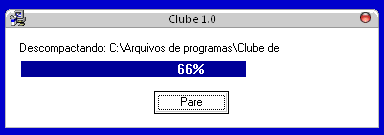 Clube 1.0
Descompactando: C:\Arquivos de programas\Clube de
66%
Pare